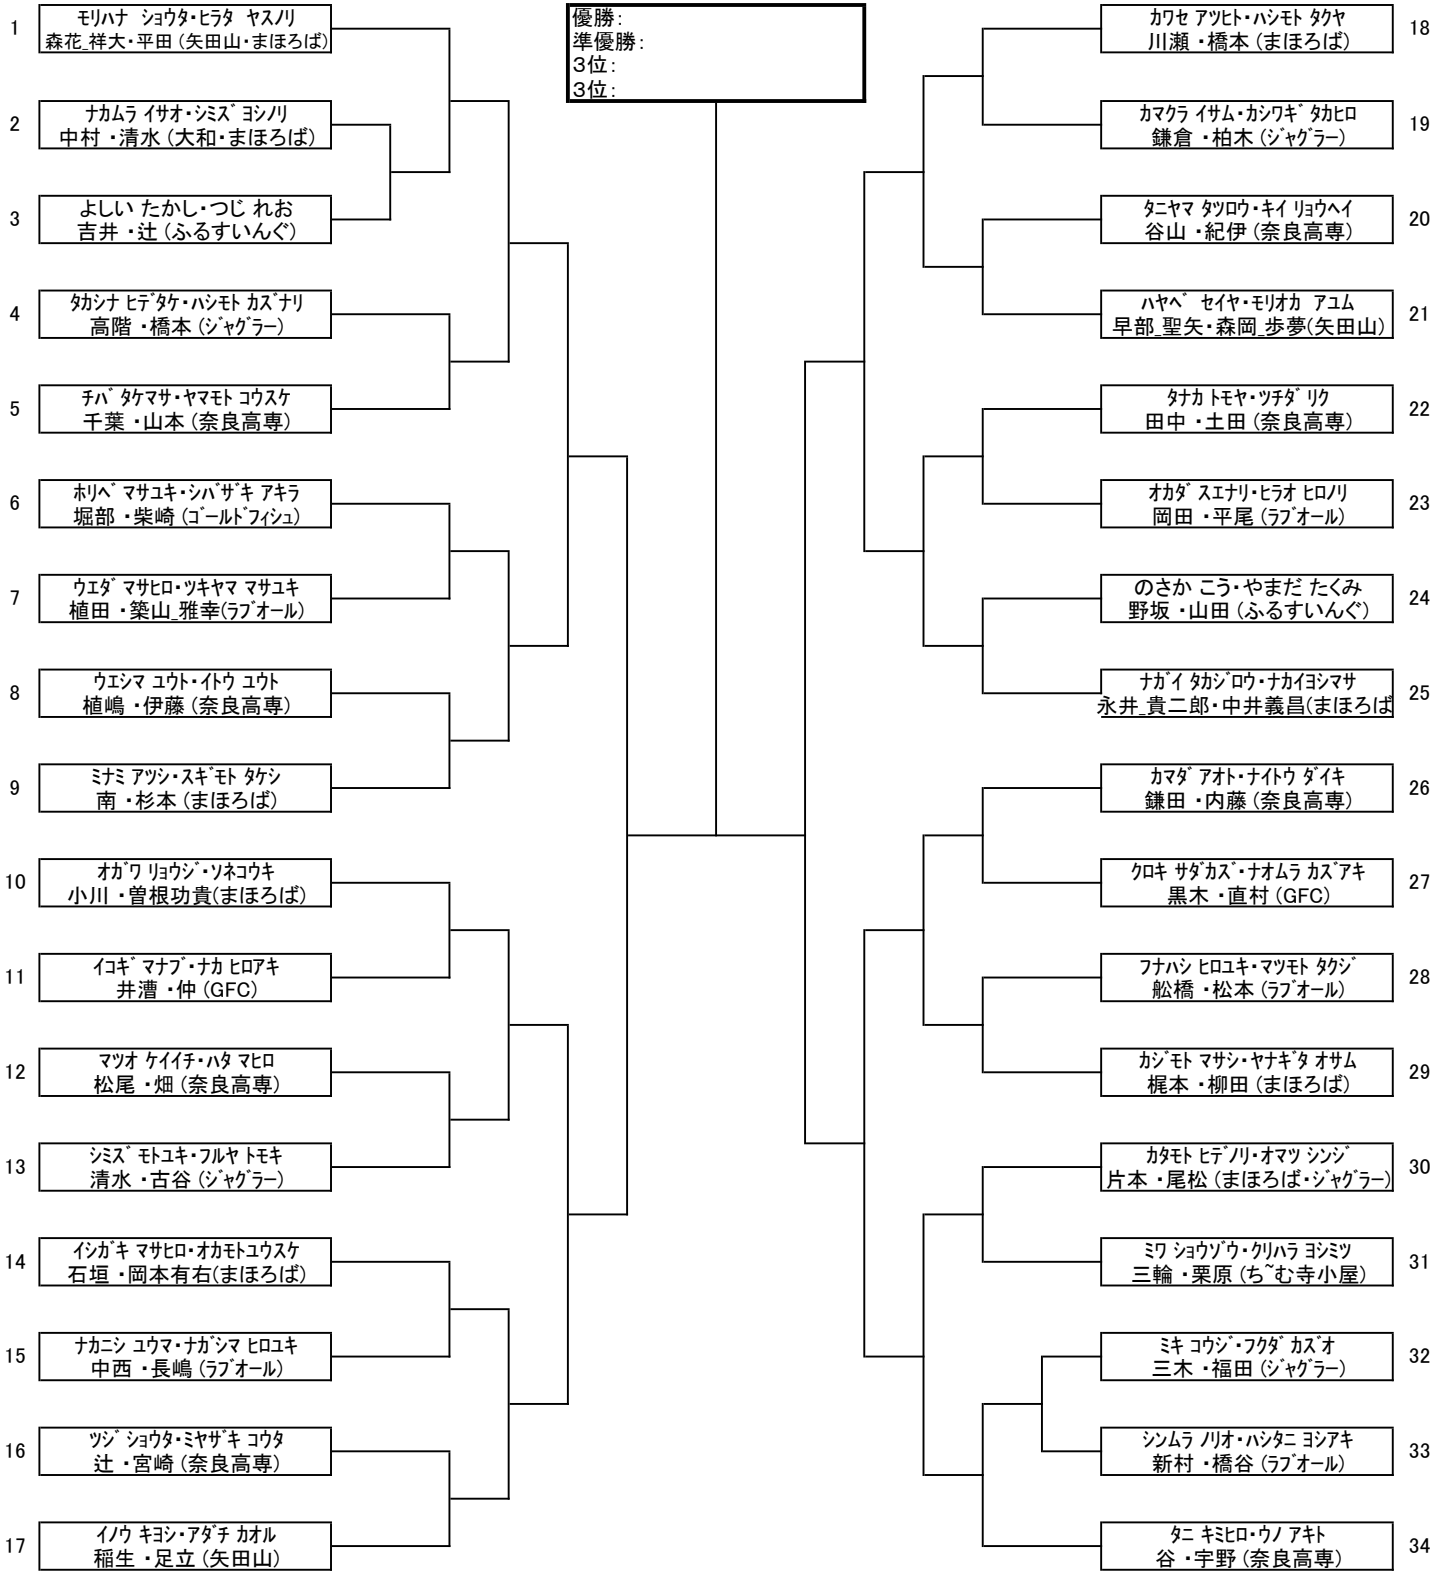 優勝：
準優勝：
3位：
3位：
1
モリハナ　ショウタ・ヒラタ　ヤスノリ
森花_祥大・平田 (矢田山・まほろば)
2
ナカムラ イサオ・シミズ ヨシノリ
中村 ・清水 (大和・まほろば)
3
よしい たかし・つじ れお
吉井 ・辻 (ふるすいんぐ)
4
タカシナ ヒデタケ・ハシモト カズナリ
高階 ・橋本 (ジャグラー)
5
チバ タケマサ・ヤマモト コウスケ
千葉 ・山本 (奈良高専)
6
ホリベ マサユキ・シバザキ アキラ
堀部 ・柴崎 (ゴールドフィシュ)
7
ウエダ マサヒロ・ツキヤマ マサユキ
植田 ・築山_雅幸(ラブオール)
8
ウエシマ ユウト・イトウ ユウト
植嶋 ・伊藤 (奈良高専)
9
ミナミ アツシ・スギモト タケシ
南 ・杉本 (まほろば)
10
オガワ リョウジ・ソネコウキ
小川 ・曽根功貴(まほろば)
11
イコギ マナブ・ナカ ヒロアキ
井漕 ・仲 (GFC)
12
マツオ ケイイチ・ハタ マヒロ
松尾 ・畑 (奈良高専)
13
シミズ モトユキ・フルヤ トモキ
清水 ・古谷 (ジャグラー)
14
イシガキ マサヒロ・オカモトユウスケ
石垣 ・岡本有右(まほろば)
15
ナカニシ ユウマ・ナガシマ ヒロユキ
中西 ・長嶋 (ラブオール)
16
ツジ ショウタ・ミヤザキ コウタ
辻 ・宮崎 (奈良高専)
17
イノウ キヨシ・アダチ カオル
稲生 ・足立 (矢田山)
カワセ アツヒト・ハシモト タクヤ
川瀬 ・橋本 (まほろば)
18
カマクラ イサム・カシワギ タカヒロ
鎌倉 ・柏木 (ジャグラー)
19
タニヤマ タツロウ・キイ リョウヘイ
谷山 ・紀伊 (奈良高専)
20
ハヤベ　セイヤ・モリオカ　アユム
早部_聖矢・森岡_歩夢(矢田山)
21
タナカ トモヤ・ツチダ リク
田中 ・土田 (奈良高専)
22
オカダ スエナリ・ヒラオ ヒロノリ
岡田 ・平尾 (ラブオール)
23
のさか こう・やまだ たくみ
野坂 ・山田 (ふるすいんぐ)
24
ナガイ タカジロウ・ナカイヨシマサ
永井_貴二郎・中井義昌(まほろば
25
カマダ アオト・ナイトウ ダイキ
鎌田 ・内藤 (奈良高専)
26
クロキ サダカズ・ナオムラ カズアキ
黒木 ・直村 (GFC)
27
フナハシ ヒロユキ・マツモト タクジ
舩橋 ・松本 (ラブオール)
28
カジモト マサシ・ヤナギタ オサム
梶本 ・柳田 (まほろば)
29
カタモト ヒデノリ・オマツ シンジ
片本 ・尾松 (まほろば・ジャグラー)
30
ミワ ショウゾウ・クリハラ ヨシミツ
三輪 ・栗原 (ち~む寺小屋)
31
ミキ コウジ・フクダ カズオ
三木 ・福田 (ジャグラー)
32
シンムラ ノリオ・ハシタニ ヨシアキ
新村 ・橋谷 (ラブオール)
33
タニ キミヒロ・ウノ アキト
谷 ・宇野 (奈良高専)
34